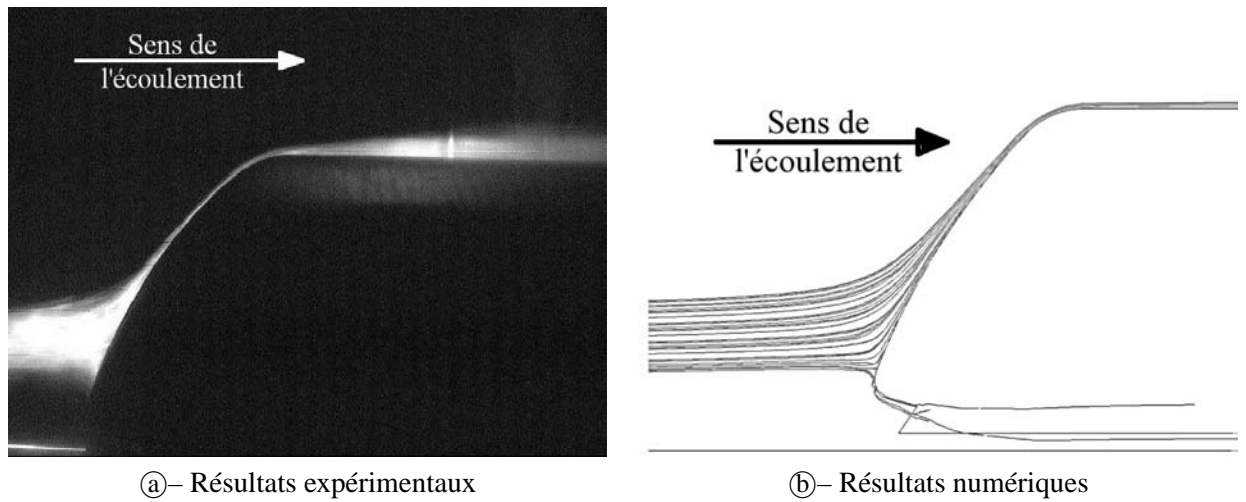 Sens de
l'écoulement
Sens de
l'écoulement
ⓐ– Résultats expérimentaux
ⓑ– Résultats numériques